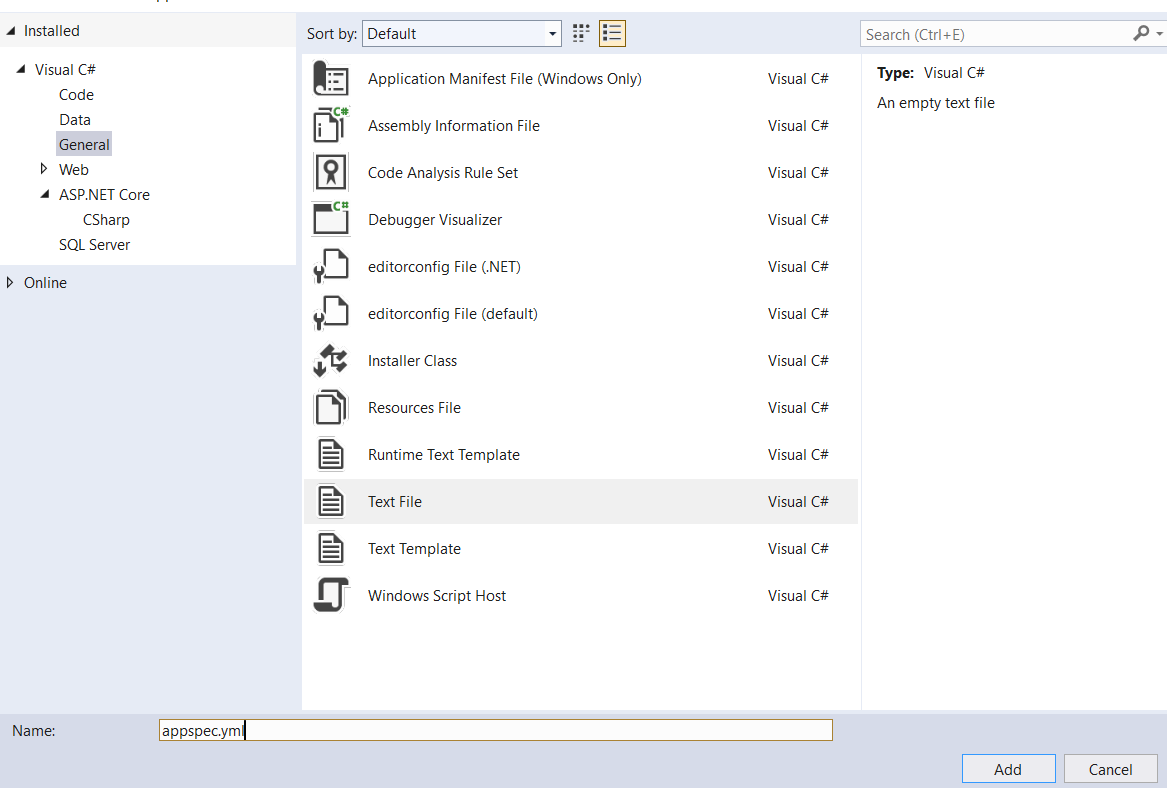 Installed
Visual C#
Code
Data
General
Web
ASP.NET Core
CSharp
SQL Server
Online
Sort by: Default
Application Manifest File (Windows Only) Visual C#
C#
Assembly Information File Visual C#
Code Analysis Rule Set Visual C#
C#
Debugger Visualizer Visual C#
editorconfig File (.NET) Visual C#
editorconfig File (default) Visual C#
Installer Class Visual C#
Resources File Visual C#
Runtime Text Template Visual C#
Text File Visual C#
Text Template Visual C#
Windows Script Host Visual C#
Search (Ctrl+E)
Type: Visual C#
An empty text file
Name: appspec.yml
Add Cancel